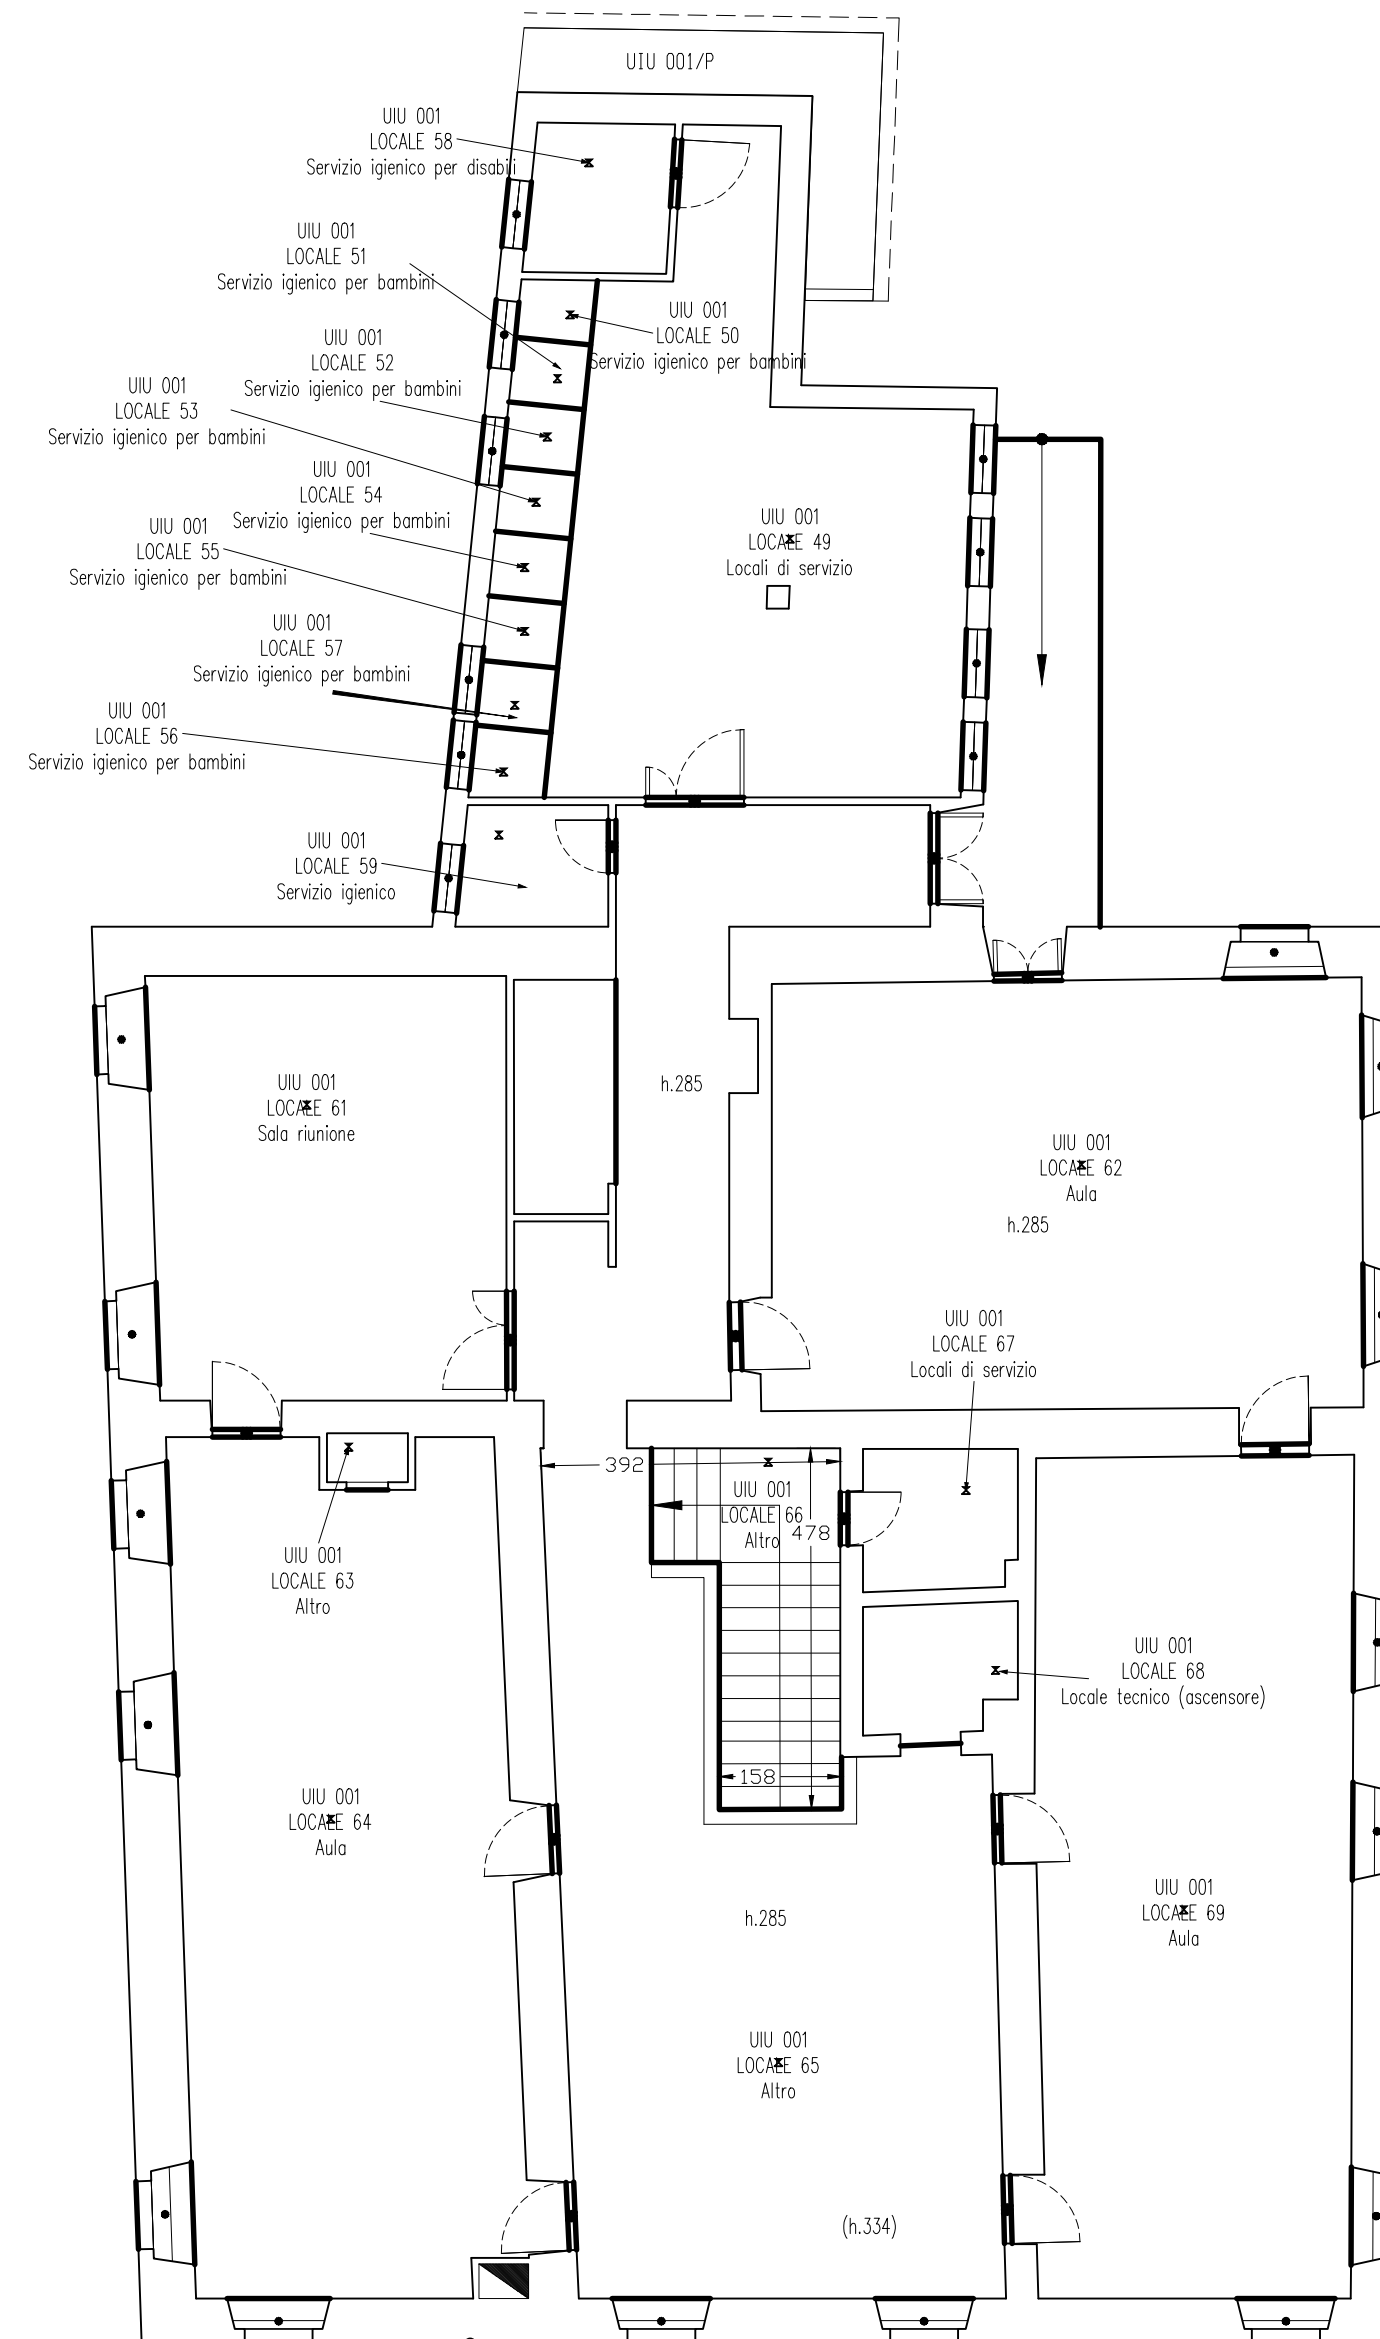 UIU 001/P
UIU 001
LOCALE 58
Servizio igienico per disabili
UIU 001
LOCALE 51
Servizio igienico per bambini
UIU 001
LOCALE 50
Servizio igienico per bambini
UIU 001
LOCALE 52
Servizio igienico per bambini
UIU 001
LOCALE 53
Servizio igienico per bambini
UIU 001
LOCALE 54
Servizio igienico per bambini
UIU 001
LOCALE 49
Locali di servizio
UIU 001
LOCALE 55
Servizio igienico per bambini
UIU 001
LOCALE 57
Servizio igienico per bambini
UIU 001
LOCALE 56
Servizio igienico per bambini
UIU 001
LOCALE 59
Servizio igienico
UIU 001
LOCALE 61
Sala riunione
h.285
UIU 001
LOCALE 62
Aula
h.285
UIU 001
LOCALE 67
Locali di servizio
392
UIU 001
LOCALE 66
Altro
478
UIU 001
LOCALE 63
Altro
UIU 001
LOCALE 68
Locale tecnico (ascensore)
158
UIU 001
LOCALE 64
Aula
UIU 001
LOCALE 69
Aula
h.285
UIU 001
LOCALE 65
Altro
(h.334)